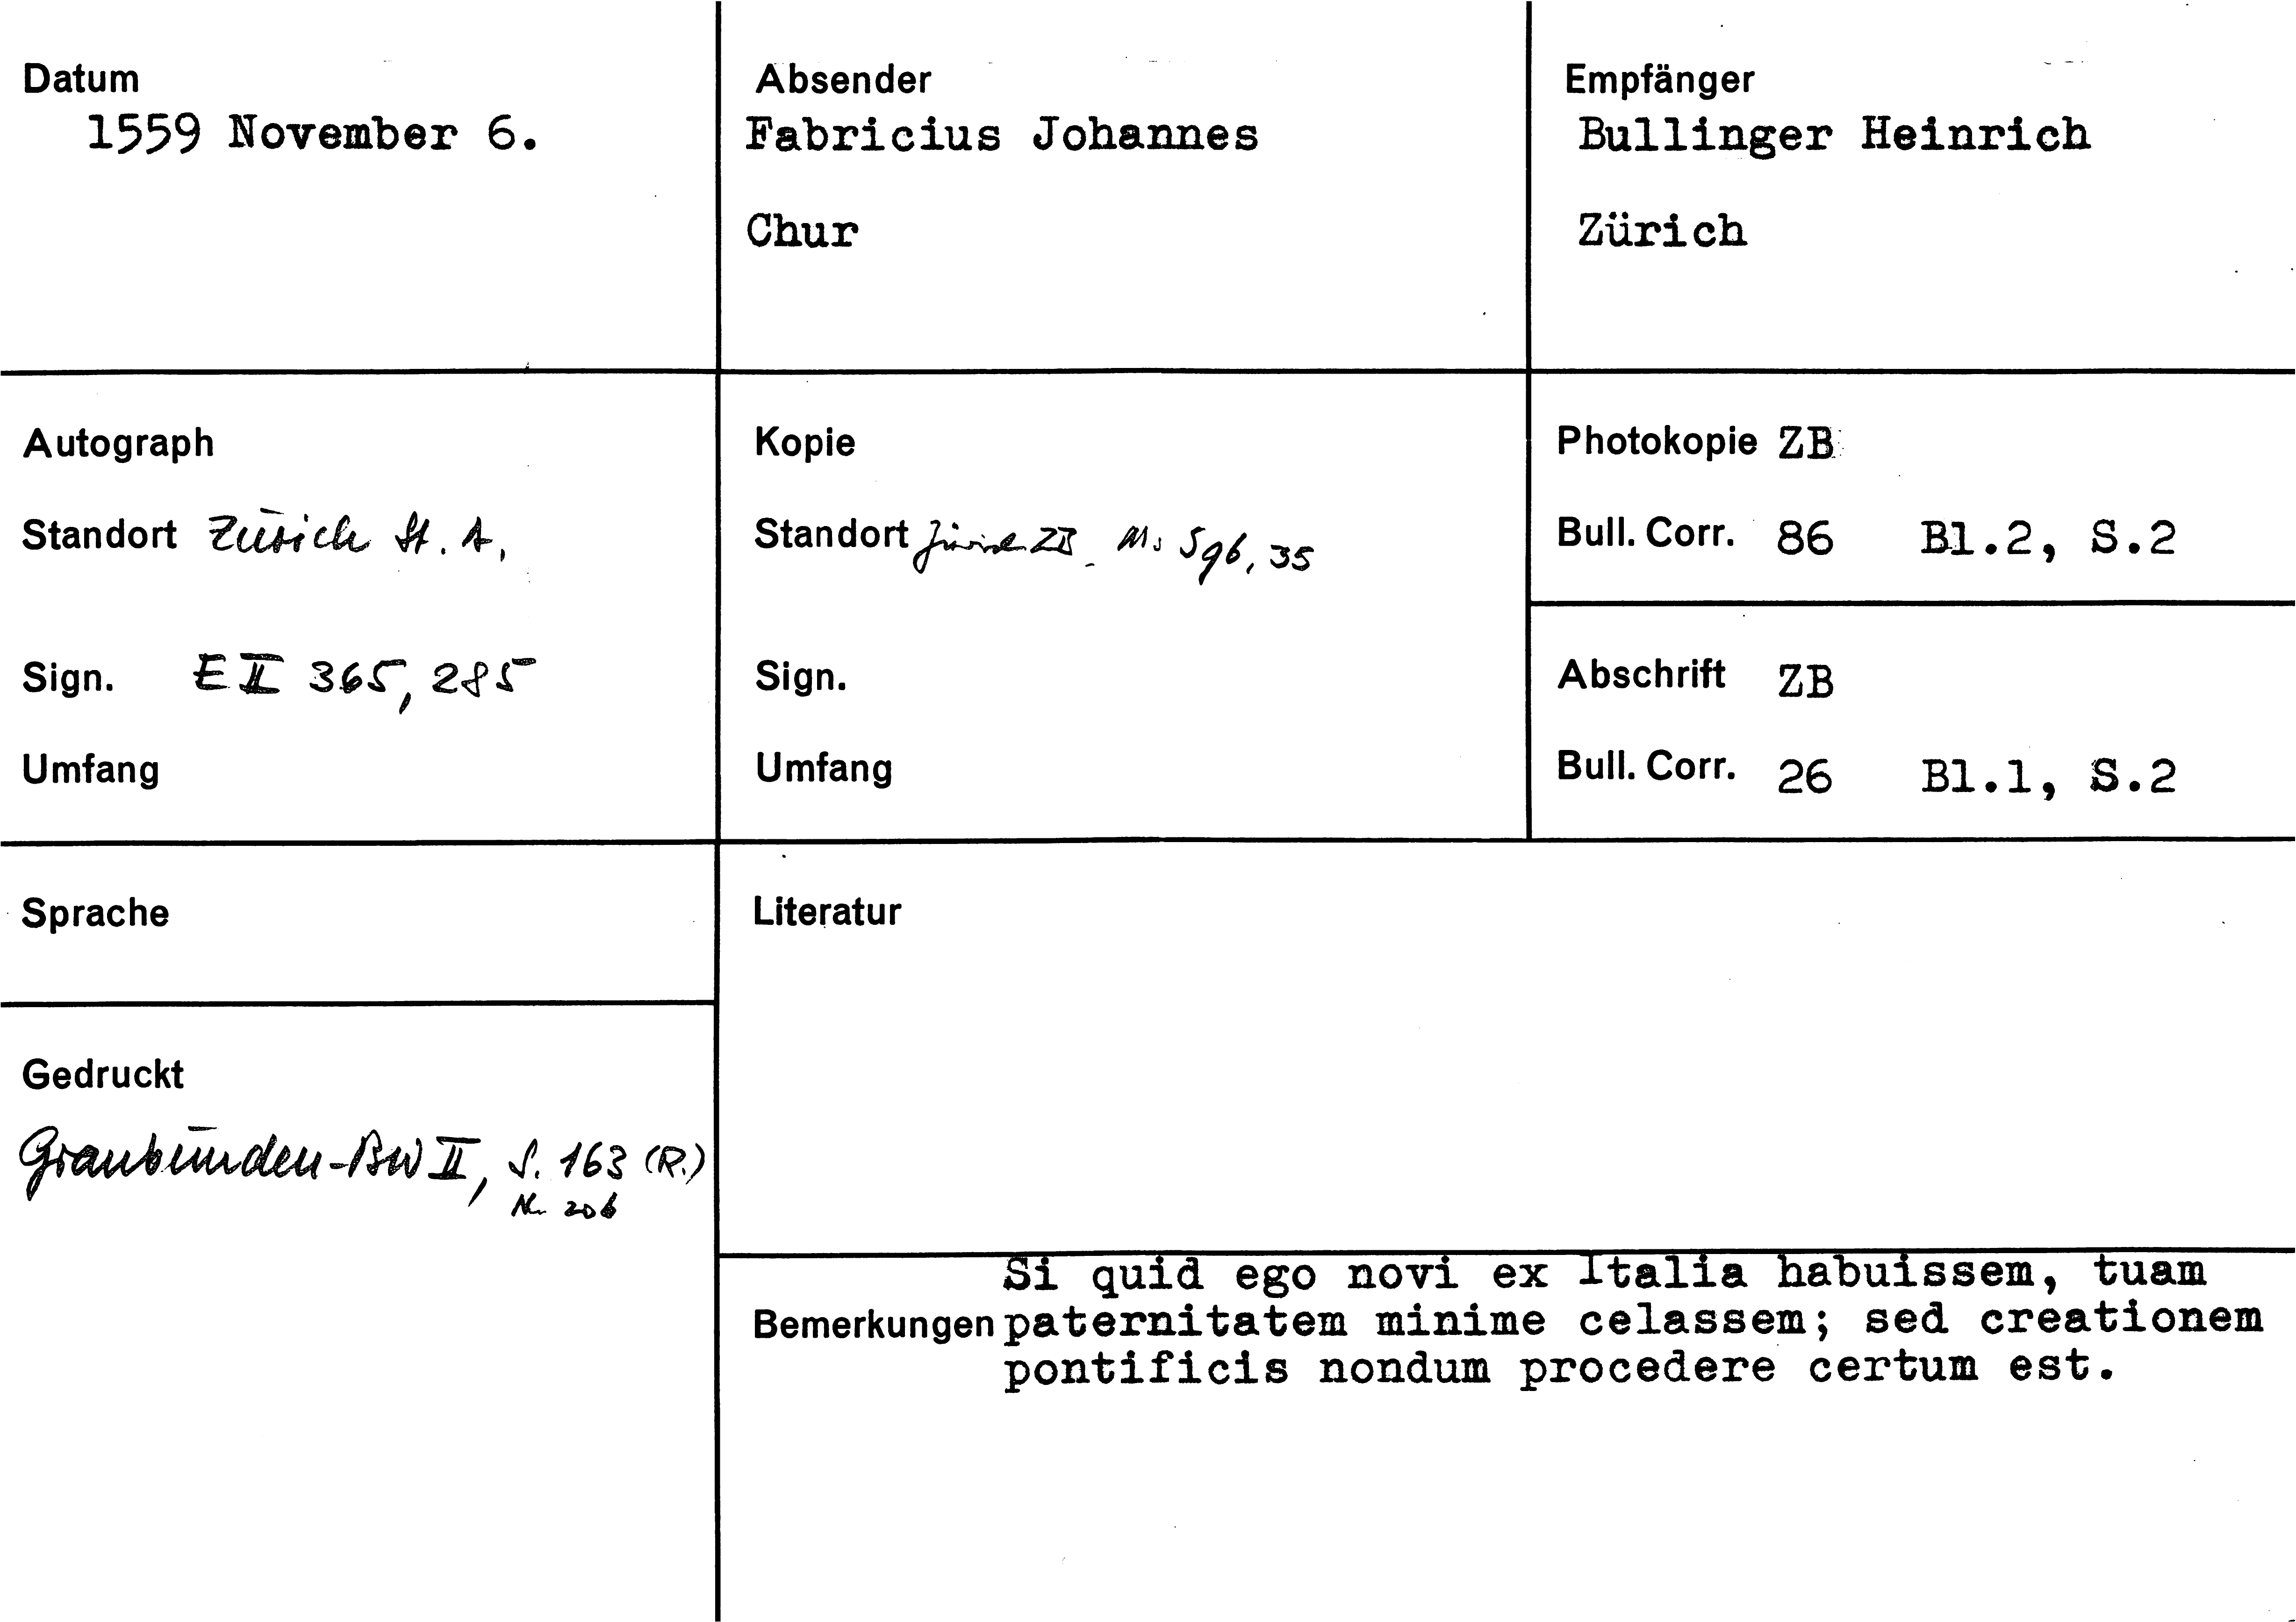 Datum
1559 November 6.
Absender
Fabricius Johannes
Chur
Empfänger
Bullinger Heinrich
Zürich
Autograph
Standort Zürich St. A.
Sign. E II 365, 285
Umfang
Kopie
Standort Zürich ZB Ms S 96, 35
Sign.
Umfang
Photokopie ZB
Bull. Corr. 86 Bl.2, S.2
Abschrift ZB
Bull. Corr. 26 Bl.1, S.2
Sprache
Literatur
Gedruckt
Graubünden-BW II, S. 163 (R.)
Nr. 206
Si quid ego novi ex Italia habuissem, tuam
Bemerkungen paternitatem minime celassem; sed creationem
pontificis nondum procedere certum est.